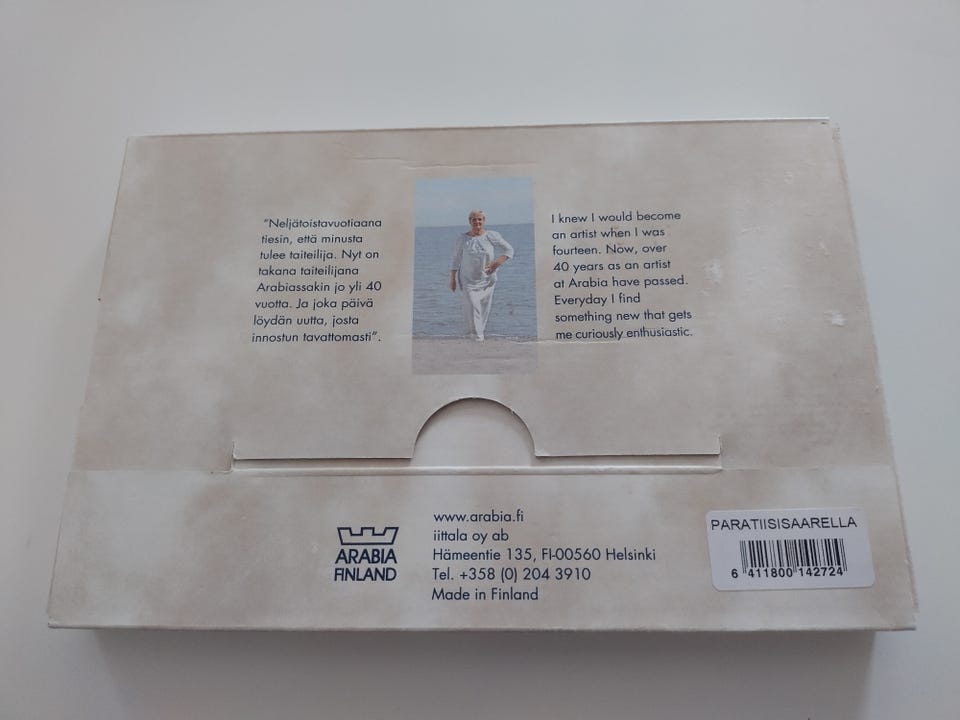 "Neljätoistavuotiaana
tiesin, että minusta
tulee taiteilija. Nyt on
takana taiteilijana
Arabiassakin jo yli 40
vuotta. Ja joka päivä
löydän uutta, josta
innostun tavattomasti".
I knew I would become
an artist when I was
fourteen. Now, over
40 years as an artist
at Arabia have passed.
Everyday I find
something new that gets
me curiously enthusiastic.
ARABIA
FINLAND
www.arabia.fi
iittala oy ab
Hämeentie 135, FI-00560 Helsinki
Tel. +358 (0) 204 3910
Made in Finland
PARATIISISAARELLA
6 411800 142724